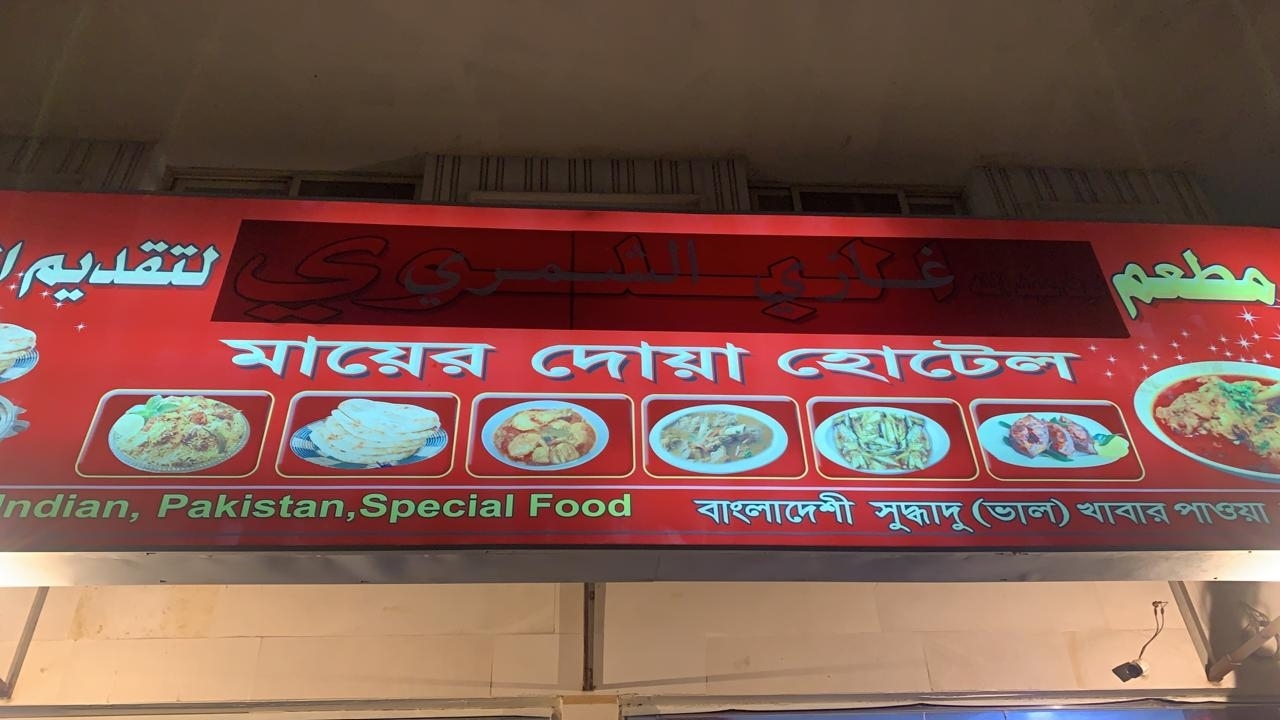 مطعم غازي الشمري لتقديم
মায়ের দোয়া হোটেল
Indian, Pakistan,Special Food
বাংলাদেশী সুদ্ধাদু (ভাল) খাবার পাওয়া